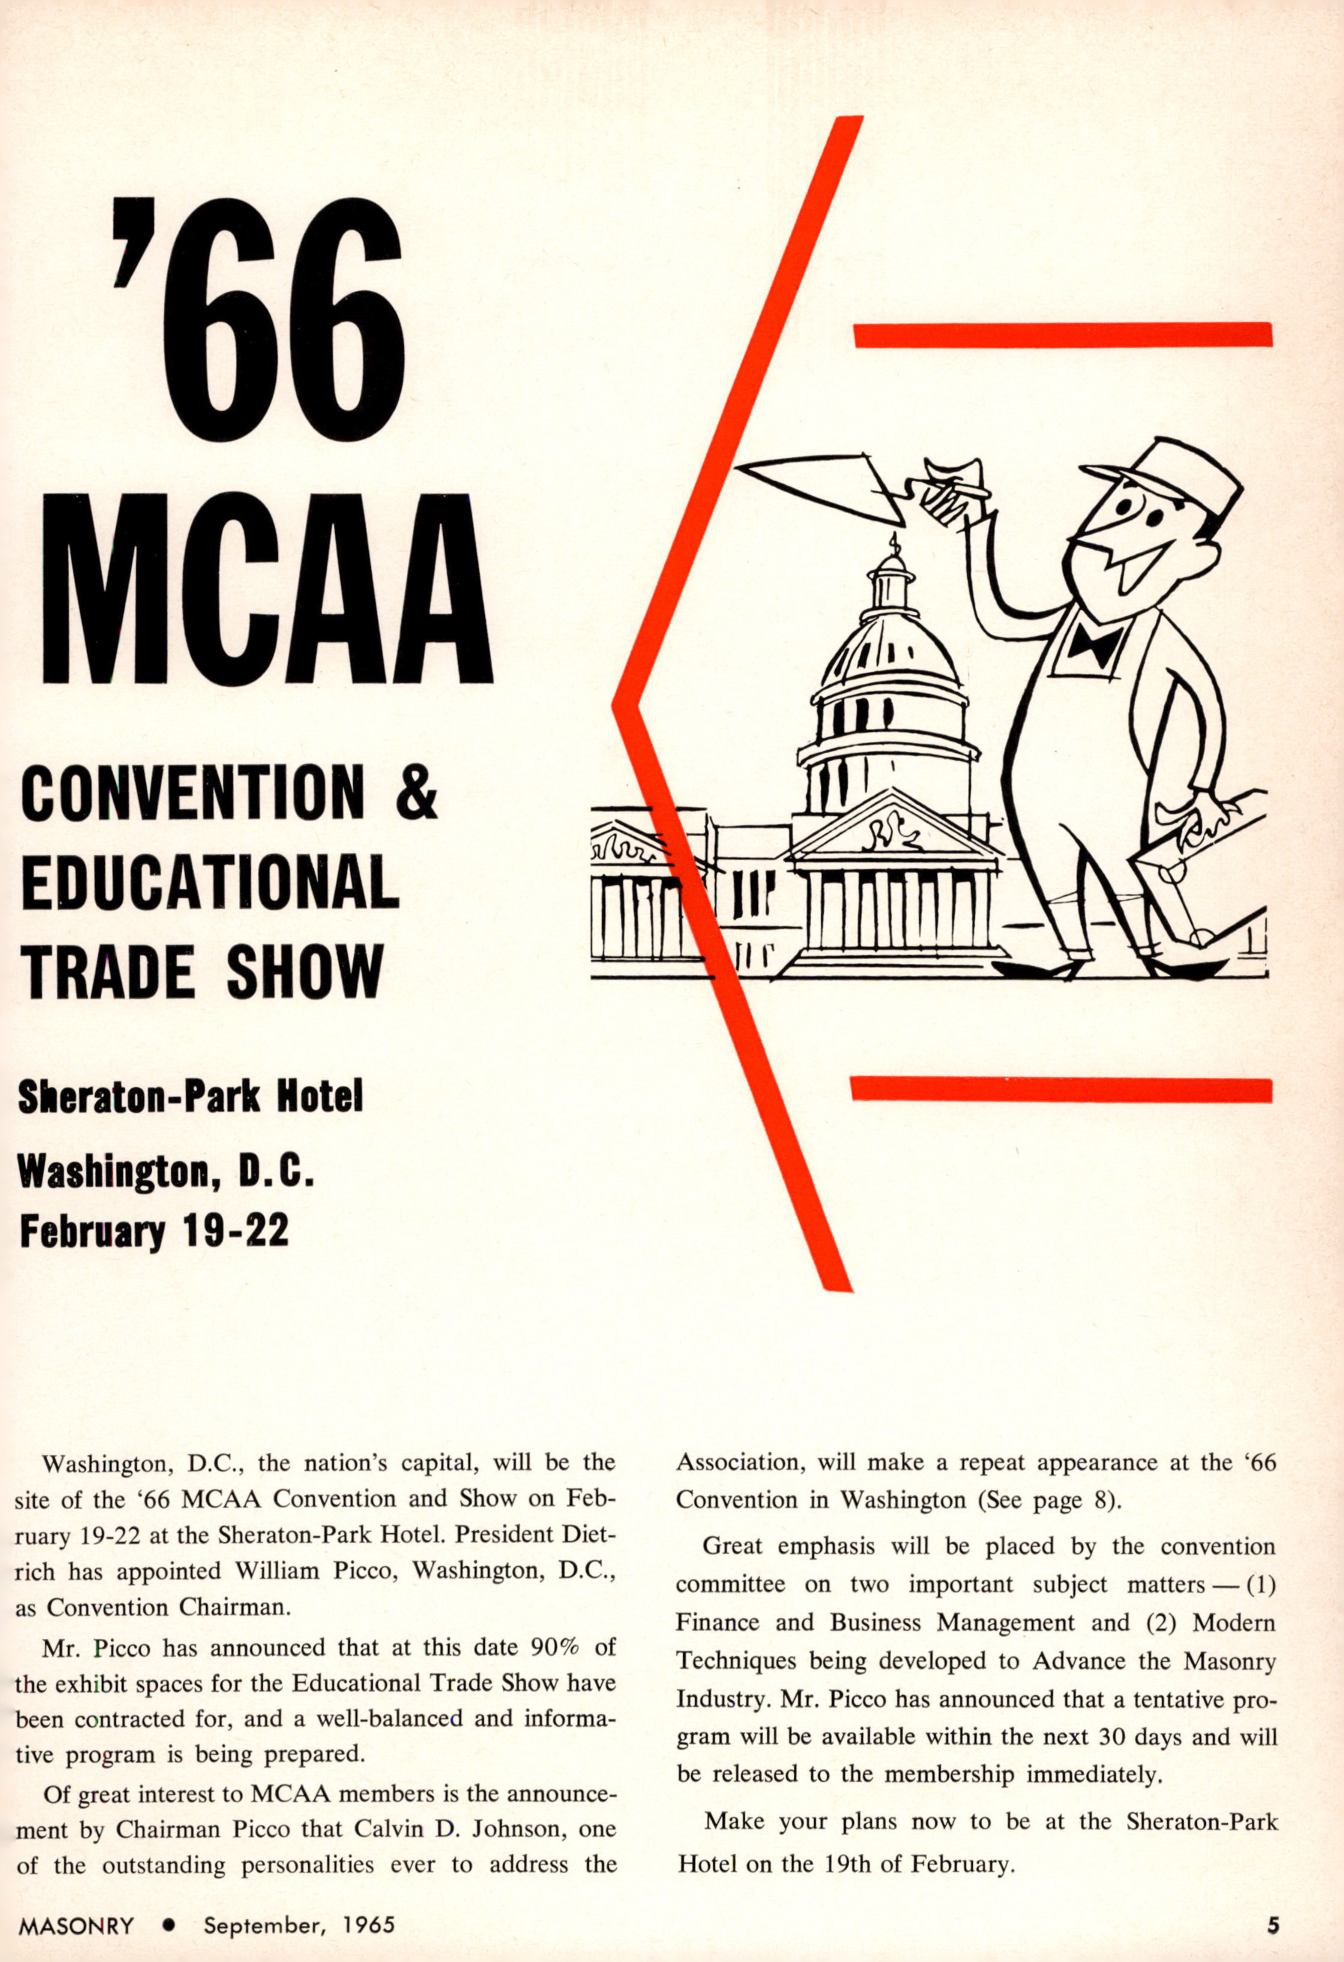 ’66
MCAA
CONVENTION &
EDUCATIONAL
TRADE SHOW
Sheraton-Park Hotel
Washington, D.C.
February 19-22
Washington, D.C., the nation's capital, will be the
site of the ‘66 MCAA Convention and Show on Feb-
ruary 19-22 at the Sheraton-Park Hotel. President Diet-
rich has appointed William Picco, Washington, D.C.,
as Convention Chairman.
Mr. Picco has announced that at this date 90% of
the exhibit spaces for the Educational Trade Show have
been contracted for, and a well-balanced and informa-
tive program is being prepared.
Of great interest to MCAA members is the announce-
ment by Chairman Picco that Calvin D. Johnson, one
of the outstanding personalities ever to address the
Association, will make a repeat appearance at the ‘66
Convention in Washington (See page 8).
Great emphasis will be placed by the convention
committee on two important subject matters — (1)
Finance and Business Management and (2) Modern
Techniques being developed to Advance the Masonry
Industry. Mr. Picco has announced that a tentative pro-
gram will be available within the next 30 days and will
be released to the membership immediately.
Make your plans now to be at the Sheraton-Park
Hotel on the 19th of February.
MASONRY • September, 1965
5